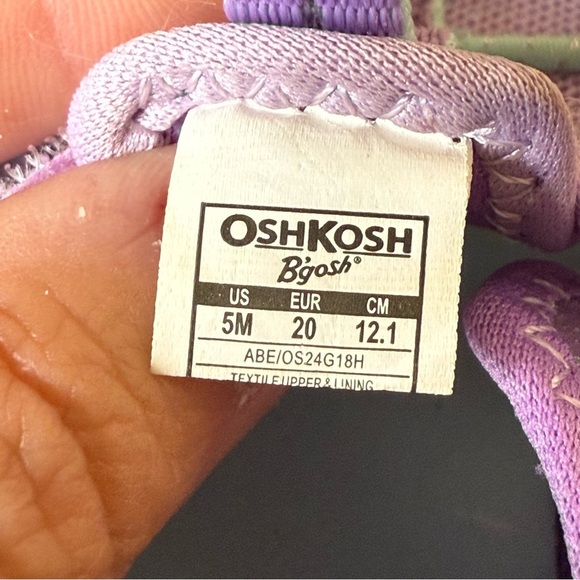 OSHKOSH
B'gosh®
US EUR CM
5M 20 12.1
ABE/OS24G18H
TEXTILE UPPER & LINING